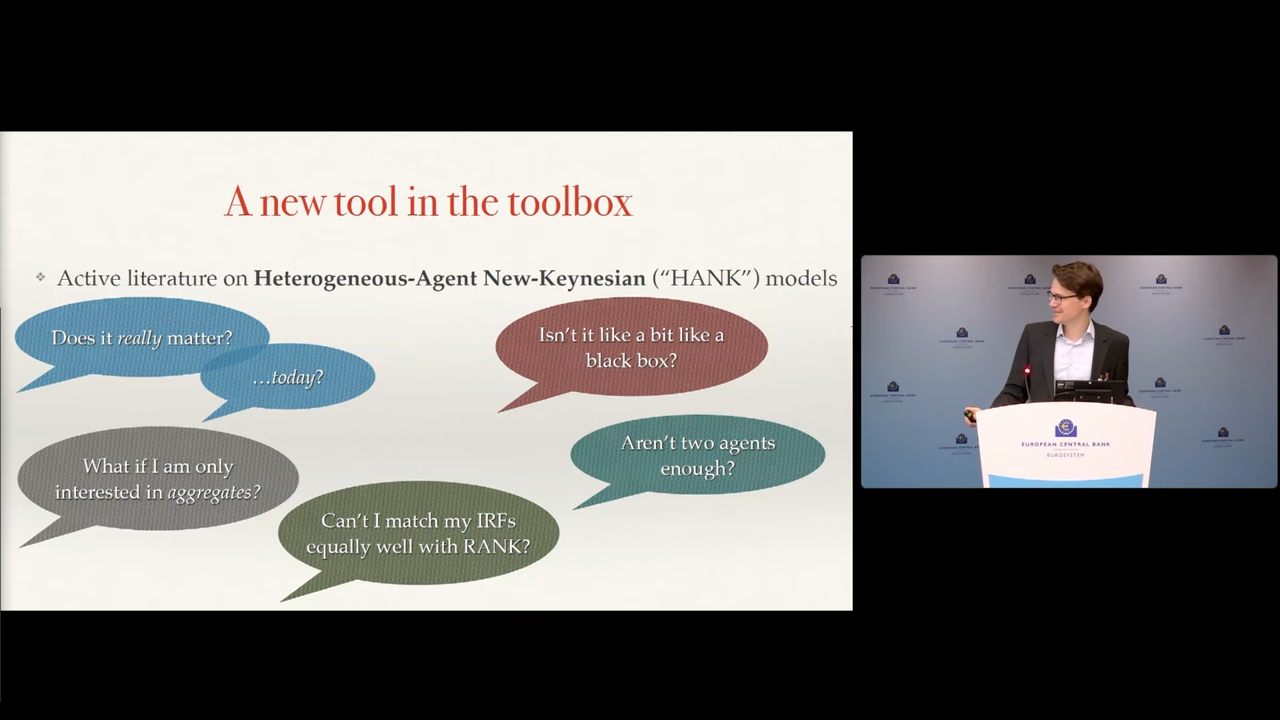 A new tool in the toolbox
❖ Active literature on Heterogeneous-Agent New-Keynesian (“HANK”) models
Does it really matter?
…today?
Isn’t it like a bit like a
black box?
What if I am only
interested in aggregates?
Can’t I match my IRFs
equally well with RANK?
Aren’t two agents
enough?
EUROPEAN CENTRAL BANK
EUROSYSTEM